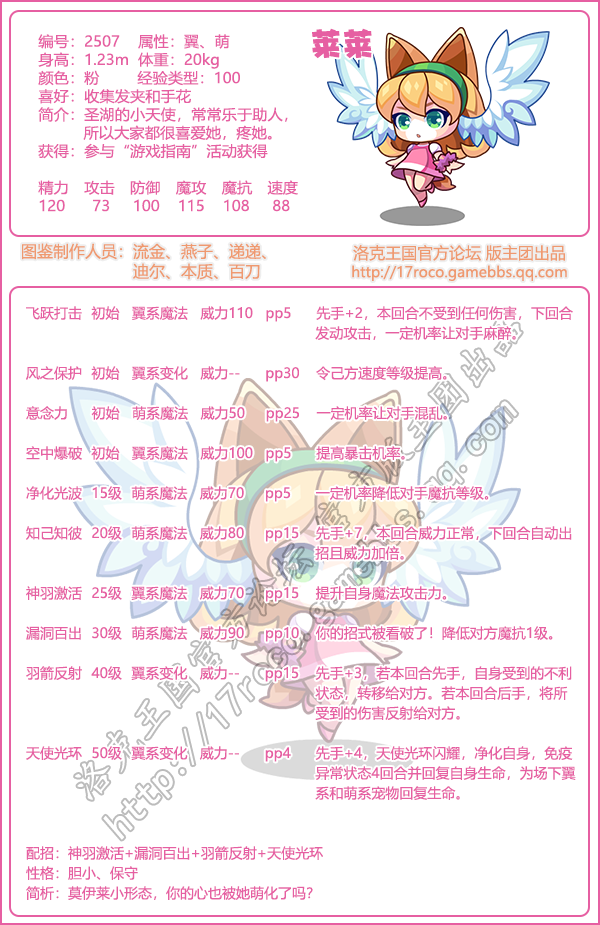 莱莱
编号：2507 属性：翼、萌
身高：1.23m 体重：20kg
颜色：粉 经验类型：100
喜好：收集发夹和手花
简介：圣湖的小天使，常常乐于助人，
所以大家都很喜爱她，疼她。
获得：参与“游戏指南”活动获得
精力 攻击 防御 魔攻 魔抗 速度
120 73 100 115 108 88
图鉴制作人员：流金、燕子、递递、
迪尔、本质、百刀
洛克王国官方论坛 版主团出品
http://17roco.gamebbs.qq.com
飞跃打击 初始 翼系魔法 威力110 pp5 先手+2，本回合不受到任何伤害，下回合
发动攻击，一定机率让对手麻醉。
风之保护 初始 翼系变化 威力-- pp30 令己方速度等级提高。
意念力 初始 萌系魔法 威力50 pp25 一定机率让对手混乱。
空中爆破 初始 翼系魔法 威力100 pp5 提高暴击机率。
净化光波 15级 萌系魔法 威力70 pp5 一定机率降低对手魔抗等级。
知己知彼 20级 萌系魔法 威力80 pp15 先手+7，本回合威力正常，下回合自动出
招且威力加倍。
神羽激活 25级 翼系魔法 威力70 pp15 提升自身魔法攻击力。
漏洞百出 30级 萌系魔法 威力90 pp10 你的招式被看破了！降低对方魔抗1级。
羽箭反射 40级 翼系变化 威力-- pp15 先手+3，若本回合先手，自身受到的不利
状态，转移给对方。若本回合后手，将所
受到的伤害反射给对方。
天使光环 50级 翼系变化 威力-- pp4 先手+4，天使光环闪耀，净化自身，免疫
异常状态4回合并回复自身生命，为场下翼
系和萌系宠物回复生命。
洛克王国官方论坛 版主团出品
http://17roco.gamebbs.qq.com
配招：神羽激活+漏洞百出+羽箭反射+天使光环
性格：胆小、保守
简析：莫伊莱小形态，你的心也被她萌化了吗？